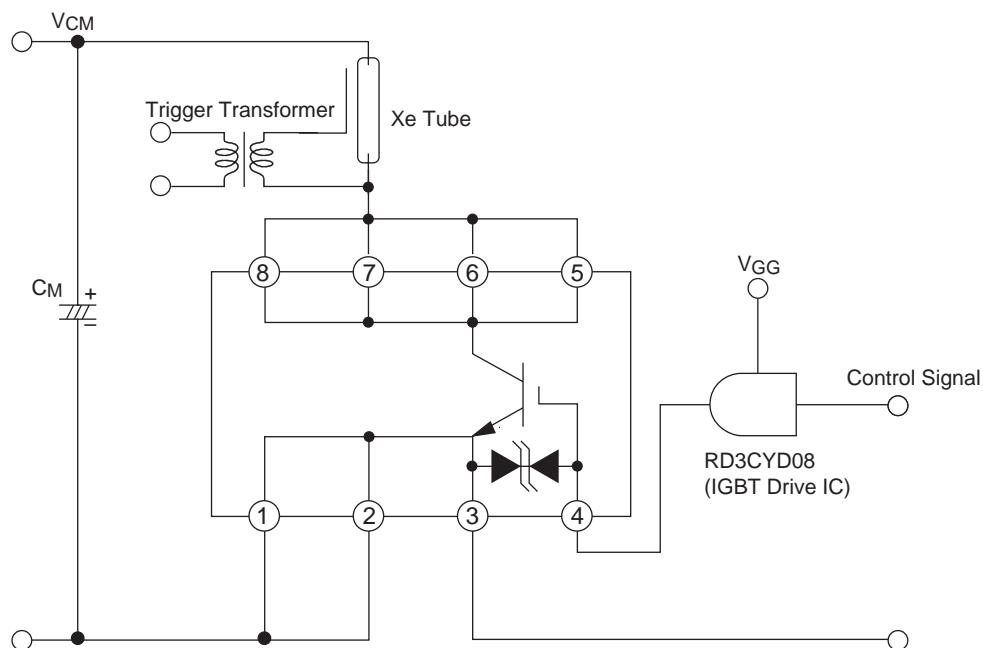 VCM
Trigger Transformer
Xe Tube
8 7 6 5
VGG
CM
+
–
Control Signal
RD3CYD08
(IGBT Drive IC)
1 2 3 4